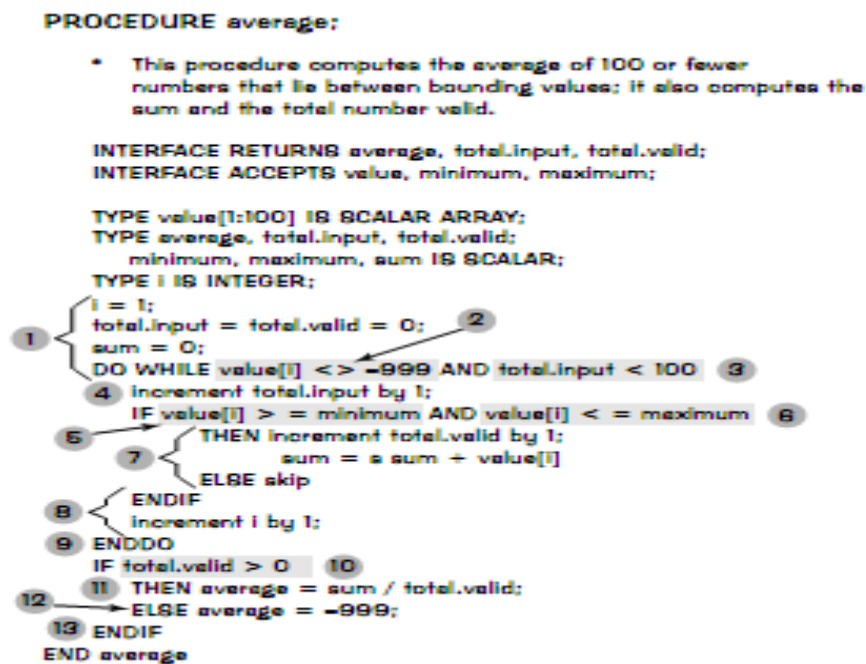 PROCEDURE average;
* This procedure computes the average of 100 or fewer
numbers that lie between bounding values; it also computes the
sum and the total number valid.
INTERFACE RETURNS average, total.input, total.valid;
INTERFACE ACCEPTS value, minimum, maximum;
TYPE value[1:100] IS SCALAR ARRAY;
TYPE average, total.input, total.valid;
minimum, maximum, sum IS SCALAR;
TYPE i IS INTEGER;
i = 1;
1 total.input = total.valid = 0; 2
sum = 0;
DO WHILE value[i] <> -999 AND total.input < 100 3
4 increment total.input by 1;
IF value[i] > = minimum AND value[i] < = maximum 6
5 THEN increment total.valid by 1;
7 sum = s sum + value[i]
ELSE skip
8 ENDIF
increment i by 1;
9 ENDDO
IF total.valid > 0 10
11 THEN average = sum / total.valid;
12 ELSE average = -999;
13 ENDIF
END average